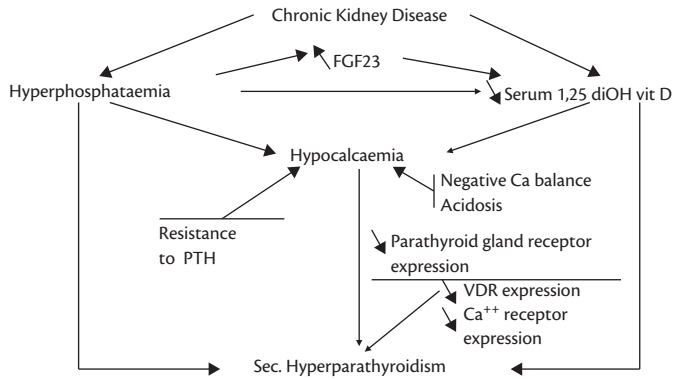 Chronic Kidney Disease
FGF23
Hyperphosphataemia
Serum 1,25 diOH vit D
Hypocalcaemia
Negative Ca balance
Acidosis
Resistance
to PTH
Parathyroid gland receptor
expression
VDR expression
Ca⁺⁺ receptor
expression
Sec. Hyperparathyroidism